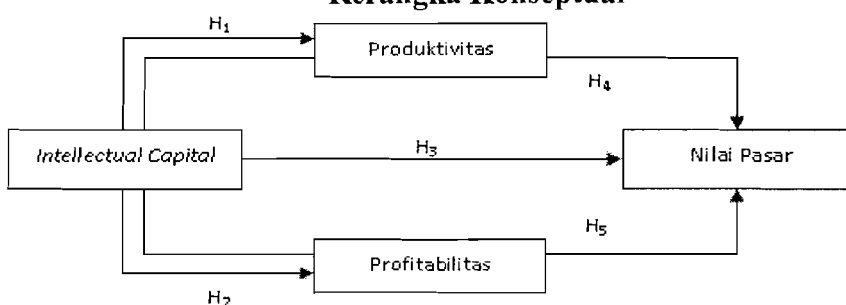 Kerangka Konseptual
H1
Produktivitas
H4
Intellectual Capital
H3
Nilai Pasar
H5
Profitabilitas
H2